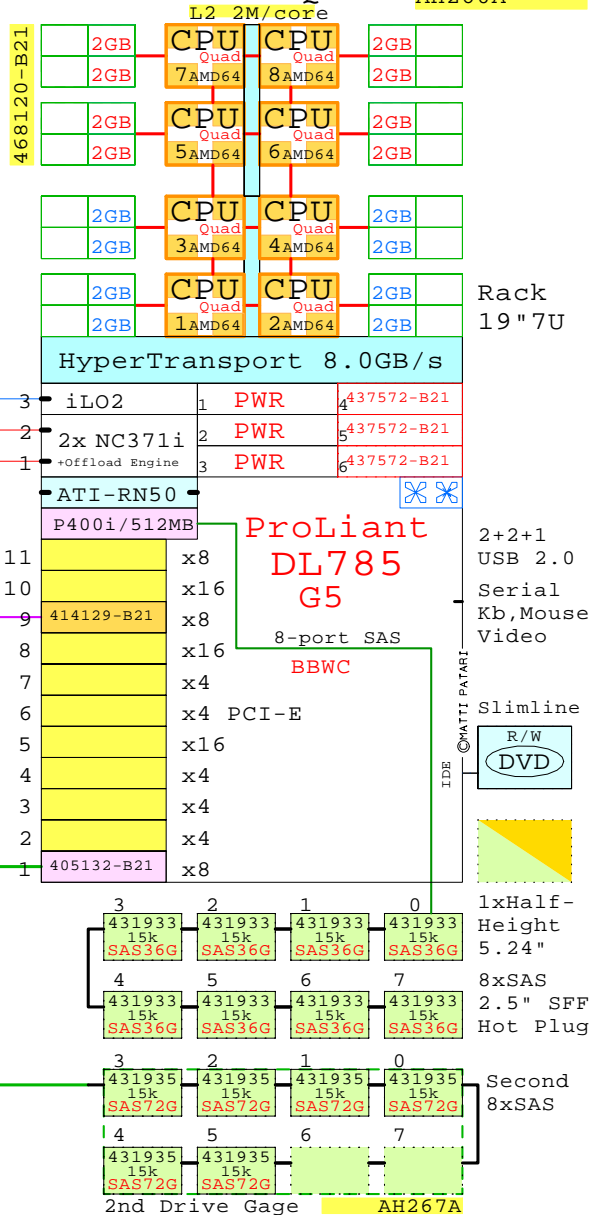 L2 2M/core
468120-B21
2GB CPU Quad 7AMD64 CPU Quad 8AMD64 2GB
2GB 2GB
2GB CPU Quad 5AMD64 CPU Quad 6AMD64 2GB
2GB 2GB
2GB CPU Quad 3AMD64 CPU Quad 4AMD64 2GB
2GB 2GB
2GB CPU Quad 1AMD64 CPU Quad 2AMD64 2GB
2GB 2GB
Rack
19"7U
HyperTransport 8.0GB/s
3 iLO2 1 PWR 4 437572-B21
2 2x NC371i 2 PWR 5 437572-B21
1 +Offload Engine 3 PWR 6 437572-B21
ATI-RN50
P400i/512MB
ProLiant
DL785
G5
8-port SAS
BBWC
11 x8
10 x16
9 414129-B21 x8
8 x16
7 x4
6 x4 PCI-E
5 x16
4 x4
3 x4
2 x4
1 405132-B21 x8
2+2+1
USB 2.0
Serial
Kb,Mouse
Video
©MATTI PATARI
IDE
Slimline
R/W
DVD
1xHalf-
Height
5.24"
3 2 1 0
431933 431933 431933 431933
15k 15k 15k 15k
SAS36G SAS36G SAS36G SAS36G
4 5 6 7
431933 431933 431933 431933
15k 15k 15k 15k
SAS36G SAS36G SAS36G SAS36G
8xSAS
2.5" SFF
Hot Plug
3 2 1 0
431935 431935 431935 431935
15k 15k 15k 15k
SAS72G SAS72G SAS72G SAS72G
4 5 6 7
431935 431935
15k 15k
SAS72G SAS72G
Second
8xSAS
2nd Drive Gage AH267A